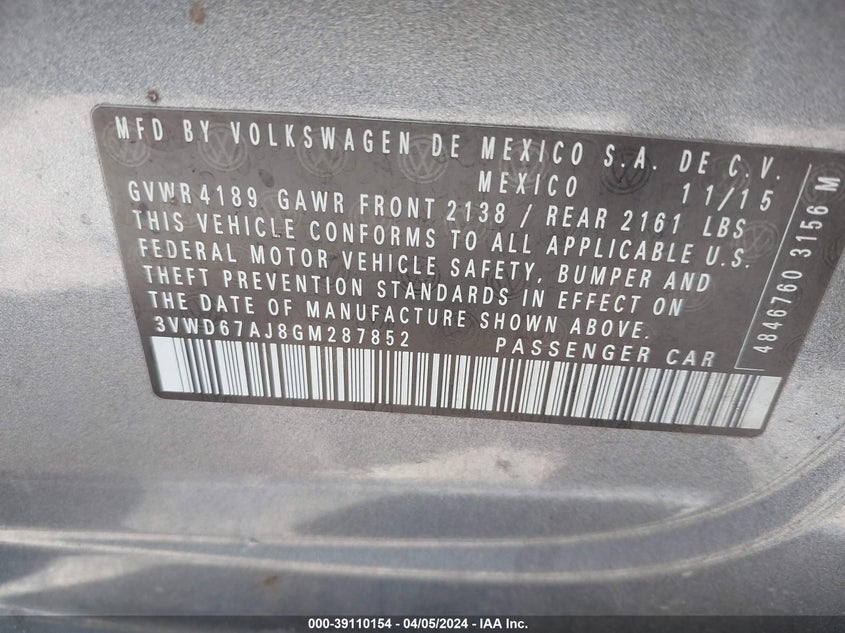 MFD BY VOLKSWAGEN DE MEXICO S.A. DE C.V.
MEXICO 11/15
GVWR 4189. GAWR FRONT 2138 / REAR 2161 LBS
THIS VEHICLE CONFORMS TO ALL APPLICABLE U.S.
FEDERAL MOTOR VEHICLE SAFETY, BUMPER AND
THEFT PREVENTION STANDARDS IN EFFECT ON
THE DATE OF MANUFACTURE SHOWN ABOVE.
3VWD67AJ8GM287852 PASSENGER CAR
4846760 3156 M
000-39110154 - 04/05/2024 - IAA Inc.